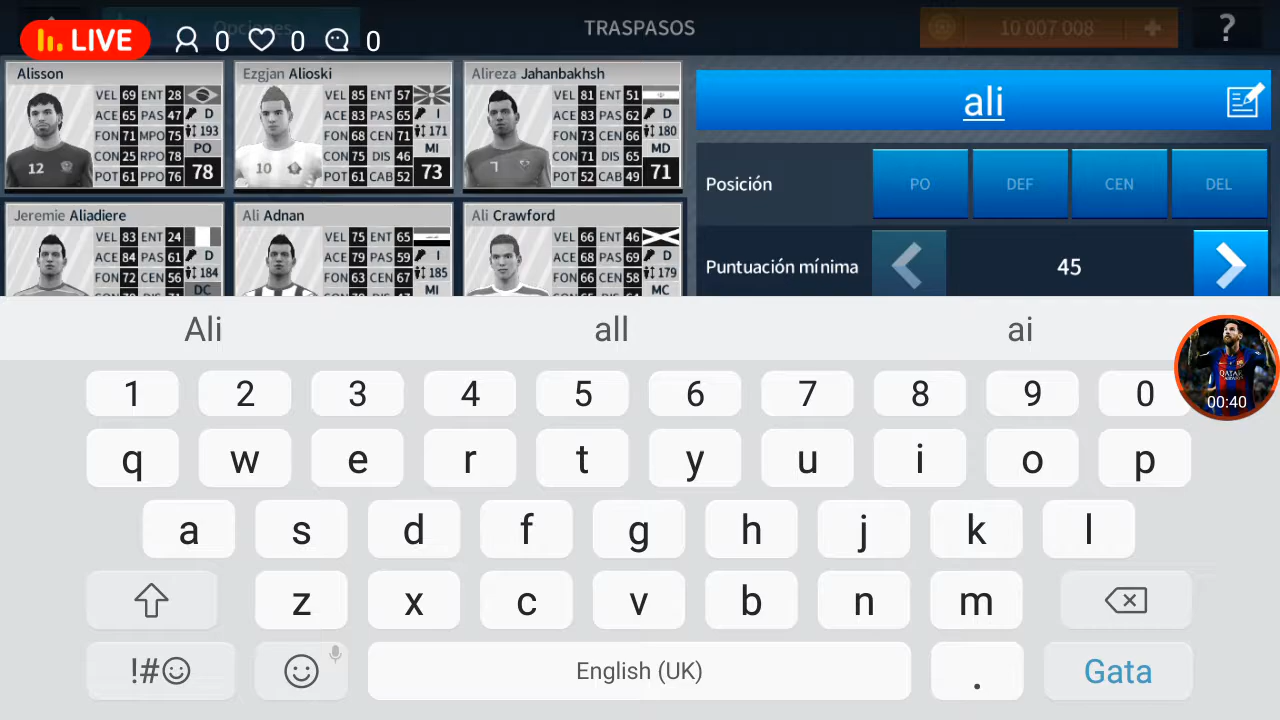 Opciones
TRASPASOS
10 007 008
?
LIVE
0
0
0
Alisson
VEL 69 ENT 28
ACE 65 PAS 47 D
FON 71 MPO 75 193
CON 25 RPO 78 PO
POT 61 PPO 76 78
12
Ezgjan Alioski
VEL 85 ENT 57
ACE 83 PAS 65 I
FON 68 CEN 71 171
CON 75 DIS 46 MI
POT 61 CAB 52 73
10
Alireza Jahanbakhsh
VEL 81 ENT 51
ACE 83 PAS 62 D
FON 73 CEN 66 180
CON 71 DIS 65 MD
POT 52 CAB 49 71
7
Jeremie Aliadiere
VEL 83 ENT 24
ACE 84 PAS 61 D
FON 72 CEN 56 184
DC
Ali Adnan
VEL 75 ENT 65
ACE 79 PAS 59 I
FON 63 CEN 67 185
MI
Ali Crawford
VEL 66 ENT 46
ACE 68 PAS 69 D
FON 66 CEN 58 179
MC
ali
Posición
PO DEF CEN DEL
Puntuación mínima 45
Ali all ai
QATAR
00:40
1 2 3 4 5 6 7 8 9 0
q w e r t y u i o p
a s d f g h j k l
z x c v b n m
!#☺ English (UK) . Gata